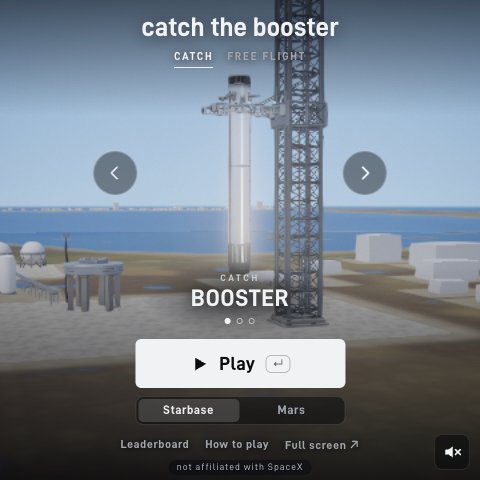 catch the booster
CATCH FREE FLIGHT
CATCH
BOOSTER
Play
Starbase Mars
Leaderboard How to play Full screen ↗
not affiliated with SpaceX